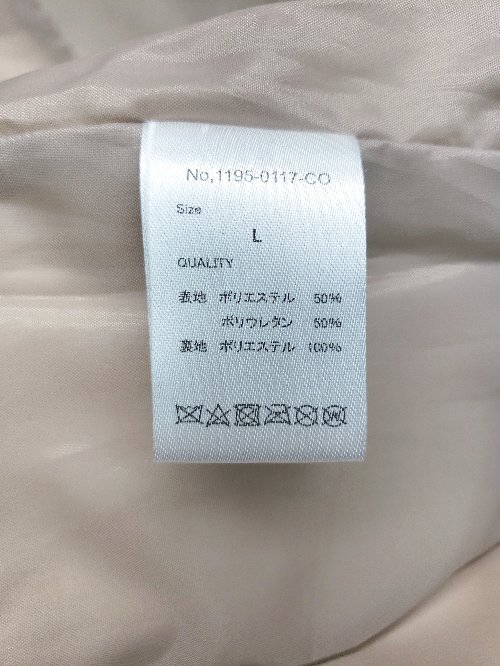 No,1195-0117-CO
Size
L
QUALITY
表地 ポリエステル 50%
ポリウレタン 50%
裏地 ポリエステル 100%